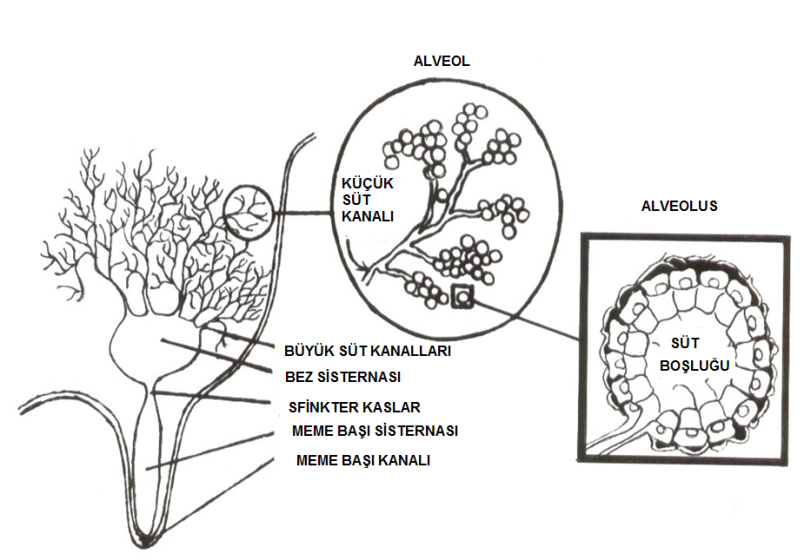 ALVEOL
KÜÇÜK
SÜT
KANALI
ALVEOLUS
SÜT
BOŞLUĞU
BÜYÜK SÜT KANALLARI
BEZ SİSTERNASI
SFİNKTER KASLAR
MEME BAŞI SİSTERNASI
MEME BAŞI KANALI